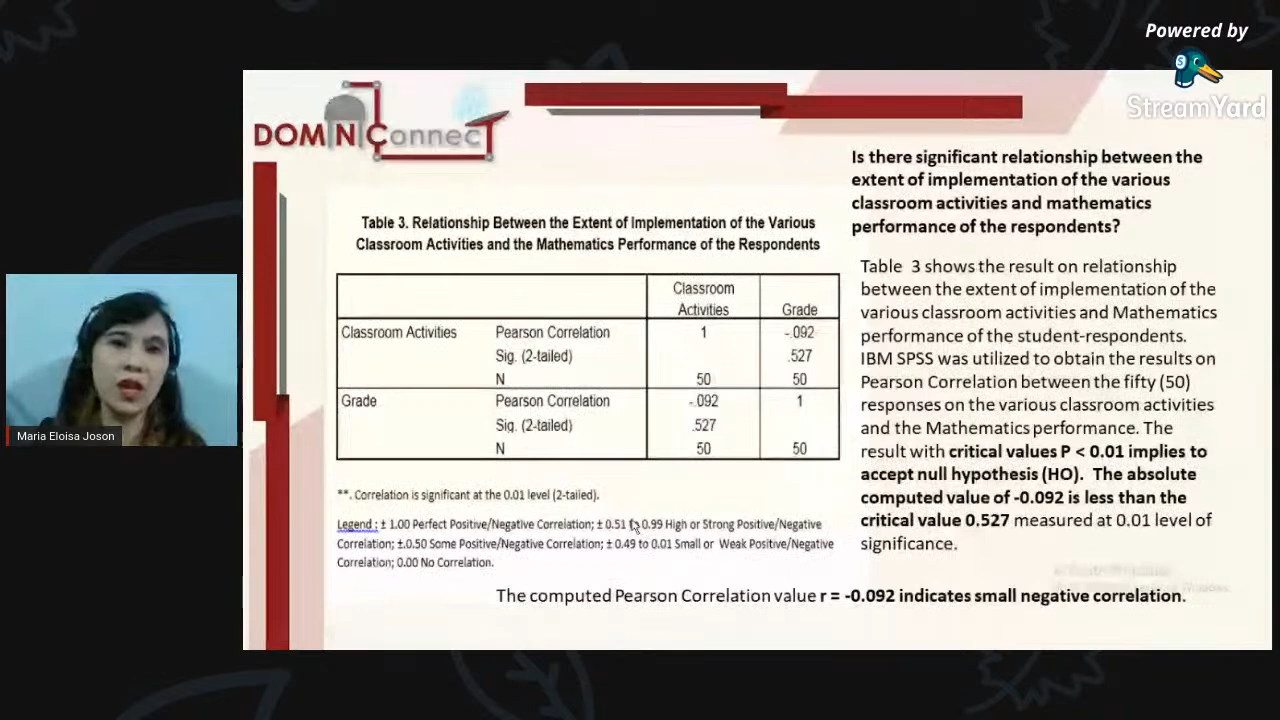 Powered by
S
StreamYard
DOMINIConnecT
Is there significant relationship between the
extent of implementation of the various
classroom activities and mathematics
performance of the respondents?
Table 3. Relationship Between the Extent of Implementation of the Various
Classroom Activities and the Mathematics Performance of the Respondents
Classroom Activities Grade
Classroom Activities Pearson Correlation 1 -.092
Sig. (2-tailed) .527
N 50 50
Grade Pearson Correlation -.092 1
Sig. (2-tailed) .527
N 50 50
**. Correlation is significant at the 0.01 level (2-tailed).
Legend : ± 1.00 Perfect Positive/Negative Correlation; ± 0.51 to 0.99 High or Strong Positive/Negative
Correlation; ±.0.50 Some Positive/Negative Correlation; ± 0.49 to 0.01 Small or Weak Positive/Negative
Correlation; 0.00 No Correlation.
Table 3 shows the result on relationship
between the extent of implementation of the
various classroom activities and Mathematics
performance of the student-respondents.
IBM SPSS was utilized to obtain the results on
Pearson Correlation between the fifty (50)
responses on the various classroom activities
and the Mathematics performance. The
result with critical values P < 0.01 implies to
accept null hypothesis (HO). The absolute
computed value of -0.092 is less than the
critical value 0.527 measured at 0.01 level of
significance.
The computed Pearson Correlation value r = -0.092 indicates small negative correlation.
Maria Eloisa Joson